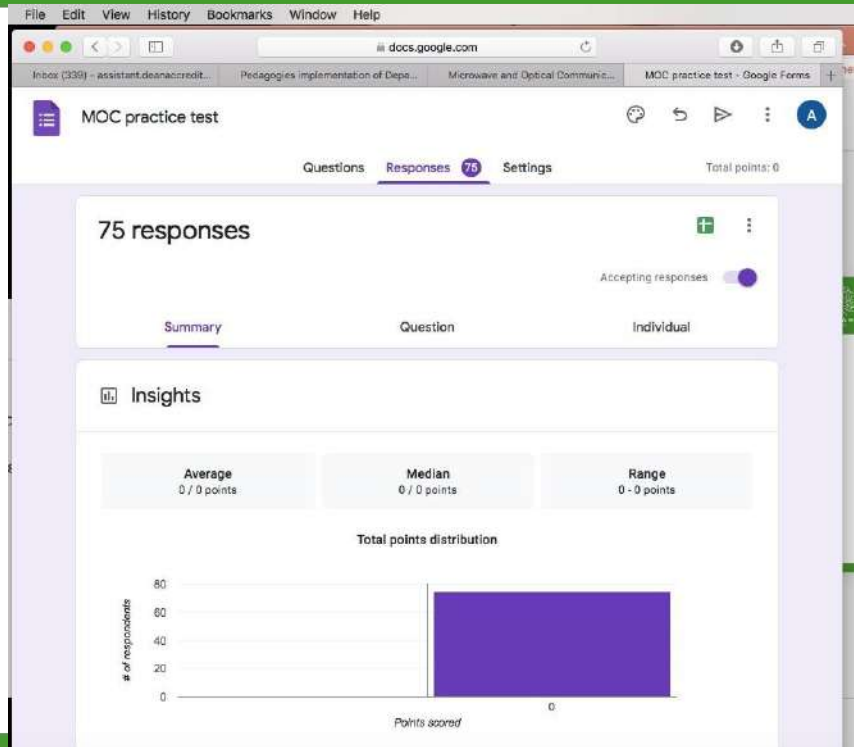 File Edit View History Bookmarks Window Help
docs.google.com
Inbox (339) – assistant.deanaccredit... Pedagogies implementation of Depa... Microwave and Optical Communic... MOC practice test - Google Forms +
MOC practice test A
Questions Responses 75 Settings Total points: 0
75 responses
Accepting responses
Summary Question Individual
Insights
Average Median Range
0 / 0 points 0 / 0 points 0 - 0 points
Total points distribution
80
60
40
20
0
# of respondents
0
Points scored